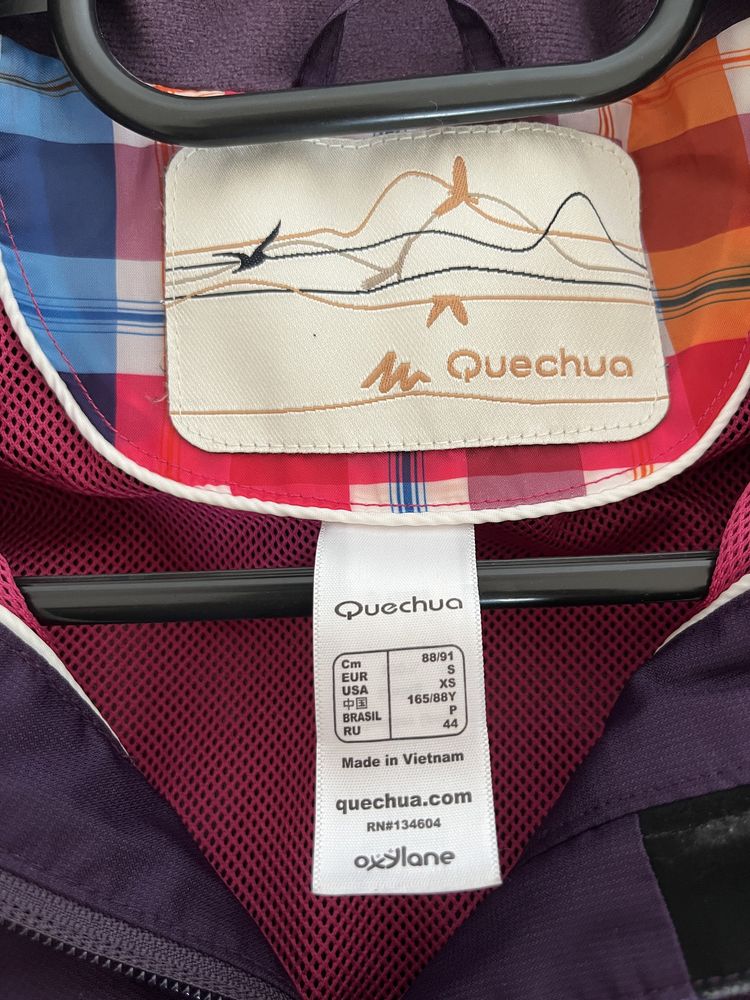 Quechua
Quechua
Cm 88/91
EUR S
USA XS
中国 165/88Y
BRASIL P
RU 44
Made in Vietnam
quechua.com
RN#134604
oxylane